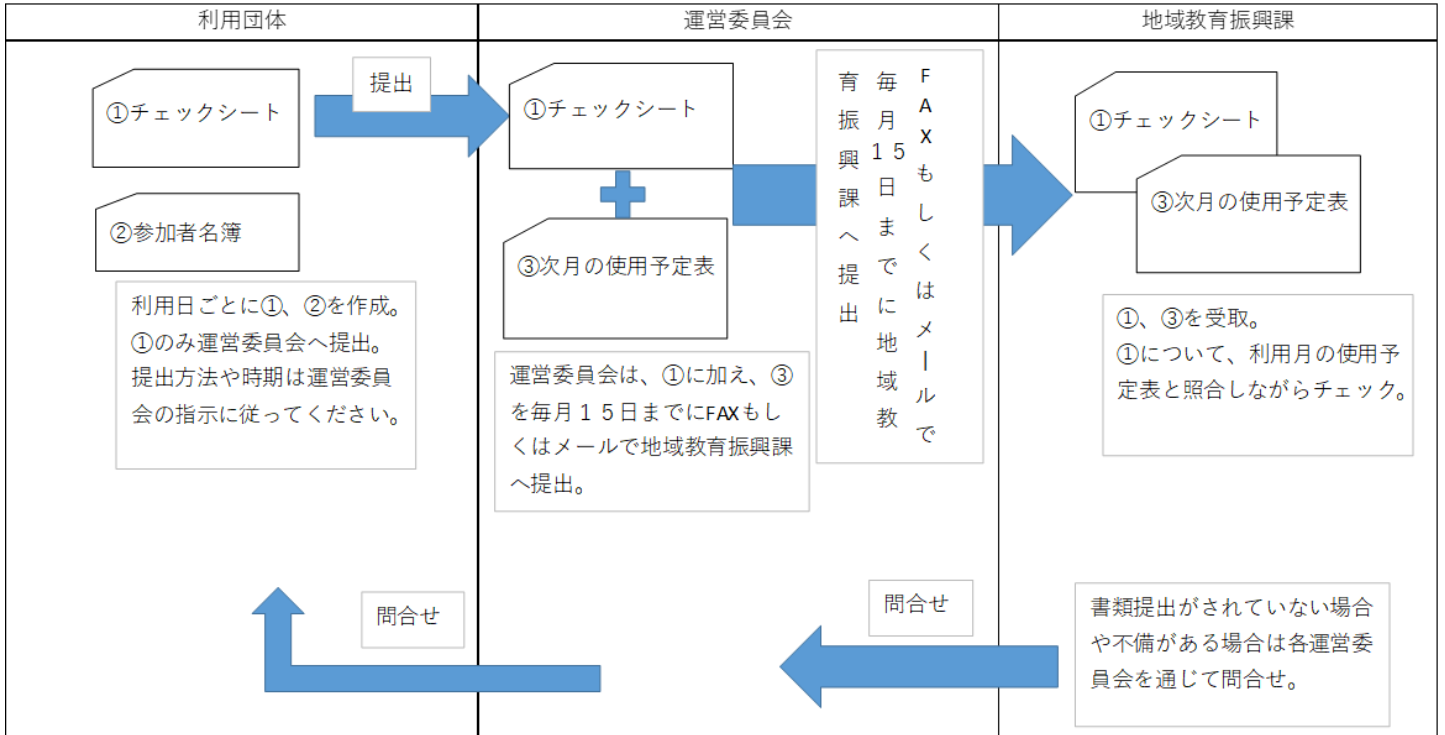 利用団体
運営委員会
地域教育振興課
①チェックシート
提出
②参加者名簿
利用日ごとに①、②を作成。
①のみ運営委員会へ提出。
提出方法や時期は運営委員
会の指示に従ってください。
①チェックシート
③次月の使用予定表
運営委員会は、①に加え、③
を毎月１５日までにFAXもし
くはメールで地域教育振興課
へ提出。
FAXもしくはメールで
毎月１５日までに地域教
育振興課へ提出
①チェックシート
③次月の使用予定表
①、③を受取。
①について、利用月の使用予
定表と照合しながらチェック。
書類提出がされていない場合
や不備がある場合は各運営委
員会を通じて問合せ。
問合せ
問合せ